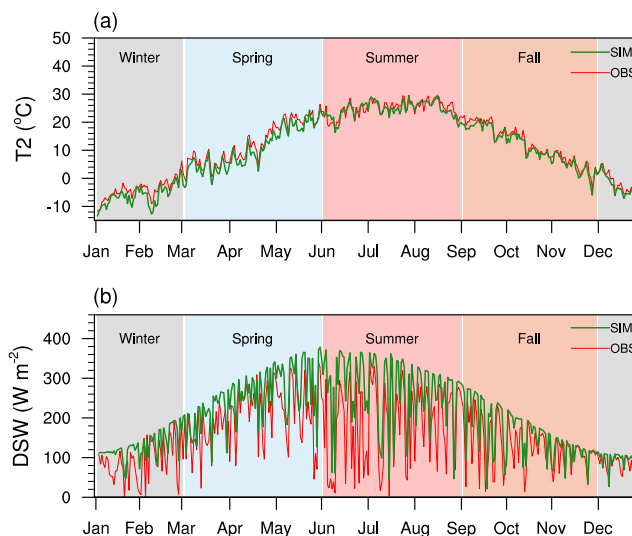 (a)
50
40
30
20
10
0
-10
T2 (°C)
Winter
Spring
Summer
Fall
SIM
OBS
Jan Feb Mar Apr May Jun Jul Aug Sep Oct Nov Dec
(b)
400
300
200
100
0
DSW (W m-2)
Winter
Spring
Summer
Fall
SIM
OBS
Jan Feb Mar Apr May Jun Jul Aug Sep Oct Nov Dec